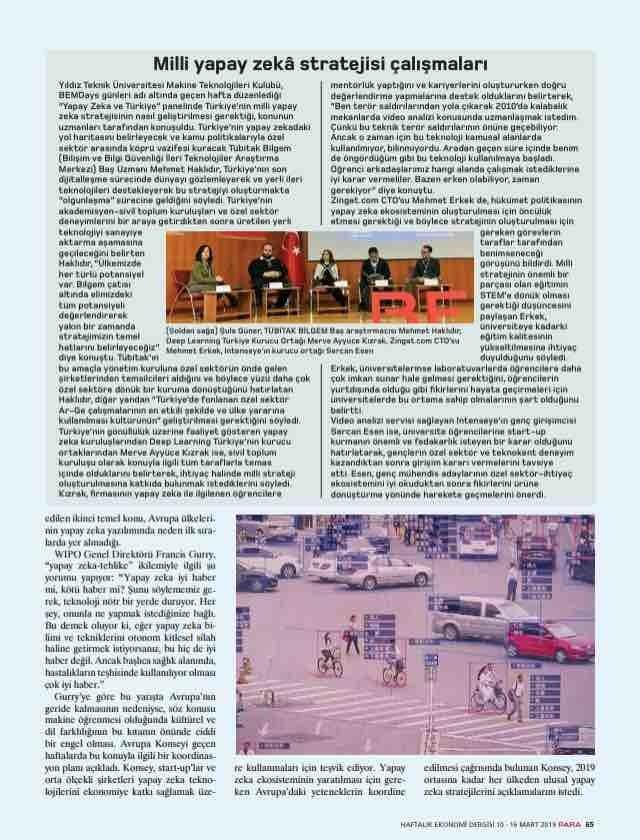 Milli yapay zekâ stratejisi çalışmaları
Yıldız Teknik Üniversitesi Makine Teknolojileri Kulübü,
BEMDays günleri adı altında geçen hafta düzenlediği
"Yapay Zeka ve Türkiye" panelinde Türkiye'nin milli yapay
zeka stratejisinin nasıl geliştirilmesi gerektiği, konunun
uzmanları tarafından konuşuldu. Türkiye'nin yapay zekadaki
yol haritasını belirleyecek ve kamu politikalarıyla özel
sektör arasında köprü vazifesi kuracak Tübitak Bilgem
(Bilişim ve Bilgi Güvenliği İleri Teknolojiler Araştırma
Merkezi) Baş Uzmanı Mehmet Haklıdır, Türkiye'nin son
dijitalleşme sürecinde dünyayı gözlemleyerek ve yerli ileri
teknolojileri destekleyerek bu stratejiyi oluşturmakta
"olgunlaşma" sürecine geldiğini söyledi. Türkiye'nin
akademisyen-sivil toplum kuruluşları ve özel sektör
deneyimlerini bir araya getirdikten sonra üretilen yerli
teknolojiyi sanayiye
aktarma aşamasına
geçileceğini belirten
Haklıdır, "Ülkemizde
her türlü potansiyel
var. Bilgem çatısı
altında elimizdeki
tüm potansiyeli
değerlendirerek
yakın bir zamanda
stratejimizin temel
hatlarını belirleyeceğiz"
diye konuştu. Tübitak'ın
bu amaçla yönetim kuruluna özel sektörün önde gelen
şirketlerinden temsilcileri aldığını ve böylece yüzü daha çok
özel sektöre dönük bir kuruma dönüştüğünü hatırlatan
Haklıdır, diğer yandan "Türkiye'de fonlanan özel sektör
Ar-Ge çalışmalarının en etkili şekilde ve ülke yararına
kullanılması kültürünün" geliştirilmesi gerektiğini söyledi.
Türkiye'nin gönüllülük üzerine faaliyet gösteren yapay
zeka kuruluşlarından Deep Learning Türkiye'nin kurucu
ortaklarından Merve Ayyüce Kızrak ise, sivil toplum
kuruluşu olarak konuyla ilgili tüm taraflarla temas
içinde olduklarını belirterek, ihtiyaç halinde milli strateji
oluşturulmasına katkıda bulunmak istediklerini söyledi.
Kızrak, firmasının yapay zeka ile ilgilenen öğrencilere
mentorluk yaptığını ve kariyerlerini oluştururken doğru
değerlendirme yapmalarına destek olduklarını belirterek,
"Ben terör saldırılarından yola çıkarak 2010'da kalabalık
mekanlarda video analizi konusunda uzmanlaşmak istedim.
Çünkü bu teknik terör saldırılarının önüne geçebiliyor.
Ancak o zaman için bu teknoloji kamusal alanlarda
kullanılmıyor, bilinmiyordu. Aradan geçen süre içinde benim
de öngördüğüm gibi bu teknoloji kullanılmaya başladı.
Öğrenci arkadaşlarımız hangi alanda çalışmak istediklerine
iyi karar vermeliler. Bazen erken olabiliyor, zaman
gerekiyor" diye konuştu.
Zingat.com CTO'su Mehmet Erkek de, hükümet politikasının
yapay zeka ekosisteminin oluşturulması için öncülük
etmesi gerektiği ve böylece stratejinin oluşturulması için
gereken görevlerin
taraflar tarafından
benimseneceği
görüşünü bildirdi. Milli
stratejinin önemli bir
parçası olan eğitimin
STEM'e dönük olması
gerektiği düşüncesini
paylaşan Erkek,
üniversiteye kadarki
eğitim kalitesinin
yükseltilmesine ihtiyaç
duyulduğunu söyledi.
Erkek, üniversitelerinse laboratuvarlarda öğrencilere daha
çok imkan sunar hale gelmesi gerektiğini, öğrencilerin
yurtdışında olduğu gibi fikirlerini hayata geçirmeleri için
üniversitelerde bu ortama sahip olmalarının şart olduğunu
belirtti.
Video analizi servisi sağlayan Intenseye'in genç girişimcisi
Sercan Esen ise, üniversite öğrencilerine start-up
kurmanın önemli ve fedakarlık isteyen bir karar olduğunu
hatırlatarak, gençlerin özel sektör ve teknokent deneyim
kazandıktan sonra girişim kararı vermelerini tavsiye
etti. Esen, genç mühendis adaylarının özel sektör-ihtiyaç
ekosistemini iyi okuduktan sonra fikirlerini ürüne
dönüştürme yönünde harekete geçmelerini önerdi.
BE
(Soldan sağa) Şule Güner, TÜBİTAK BİLGEM Baş araştırmacısı Mehmet Haklıdır,
Deep Learning Türkiye Kurucu Ortağı Merve Ayyüce Kızrak, Zingat.com CTO'su
Mehmet Erkek, Intenseye'in kurucu ortağı Sercan Esen
edilen ikinci temel konu, Avrupa ülkeleri-
nin yapay zeka yazılımında neden ilk sıra-
larda yer almadığı.
WIPO Genel Direktörü Francis Gurry,
"yapay zeka-tehlike" ikilemiyle ilgili şu
yorumu yapıyor: "Yapay zeka iyi haber
mi, kötü haber mi? Şunu söylememiz ge-
rek, teknoloji nötr bir yerde duruyor. Her
şey, onunla ne yapmak istediğinize bağlı.
Bu demek oluyor ki, eğer yapay zeka bi-
limi ve tekniklerini otonom kitlesel silah
haline getirmek istiyorsanız, bu hiç de iyi
haber değil. Ancak başlıca sağlık alanında,
hastalıkların teşhisinde kullanılıyor olması
çok iyi haber."
Gurry'ye göre bu yarışta Avrupa'nın
geride kalmasının nedeniyse, söz konusu
makine öğrenmesi olduğunda kültürel ve
dil farklılığının bu kıtanın önünde ciddi
bir engel olması. Avrupa Konseyi geçen
haftalarda bu konuyla ilgili bir koordinas-
yon planı açıkladı. Konsey, start-up'lar ve
orta ölçekli şirketleri yapay zeka tekno-
lojilerini ekonomiye katkı sağlamak üze-
re kullanmaları için teşvik ediyor. Yapay
zeka ekosisteminin yaratılması için gere-
ken Avrupa'daki yeteneklerin koordine
edilmesi çağrısında bulunan Konsey, 2019
ortasına kadar her ülkeden ulusal yapay
zeka stratejilerini açıklamalarını istedi.
HAFTALIK EKONOMİ DERGİSİ 10 - 16 MART 2019 PARA 65